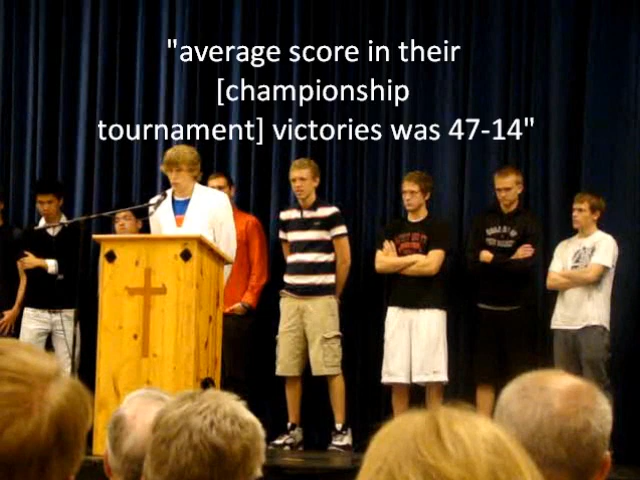 "average score in their
[championship
tournament] victories was 47-14"